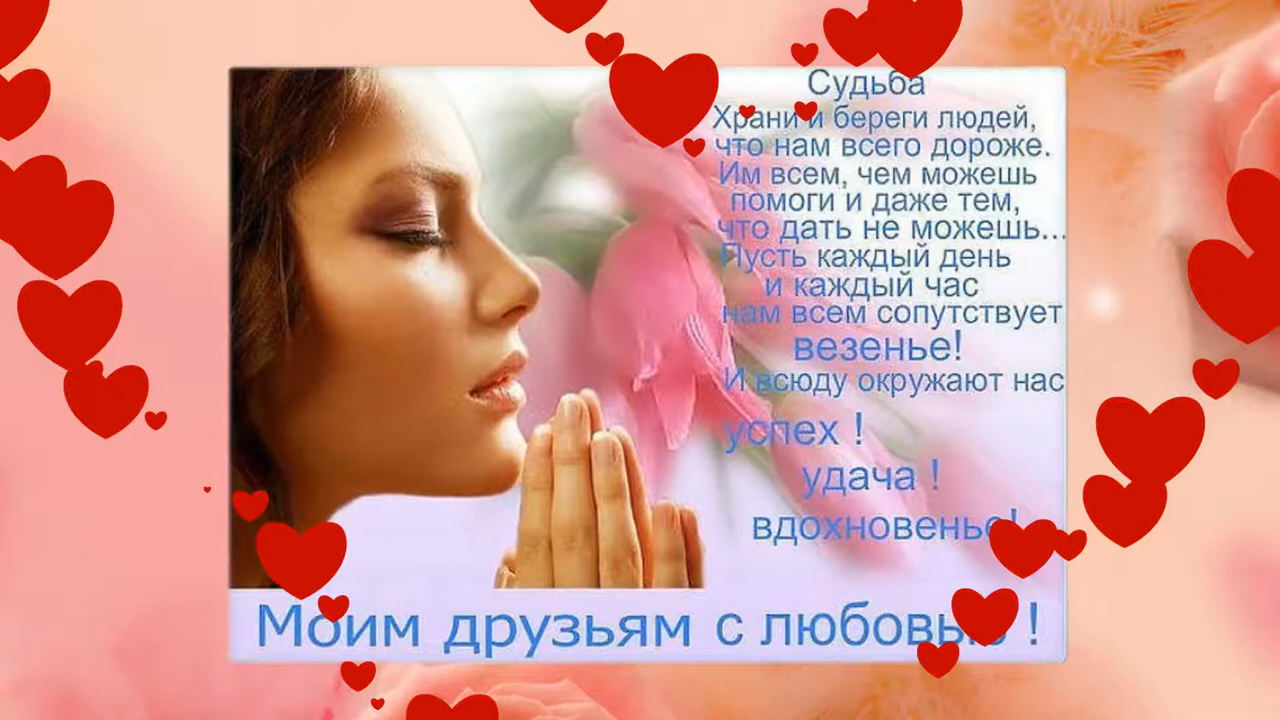 Судьба
Храни и береги людей,
что нам всего дороже.
Им всем, чем можешь
помоги и даже тем,
что дать не можешь...
Пусть каждый день
и каждый час
нам всем сопутствует
везенье!
И всюду окружают нас
успех !
удача !
вдохновенье!
Моим друзьям с любовью !